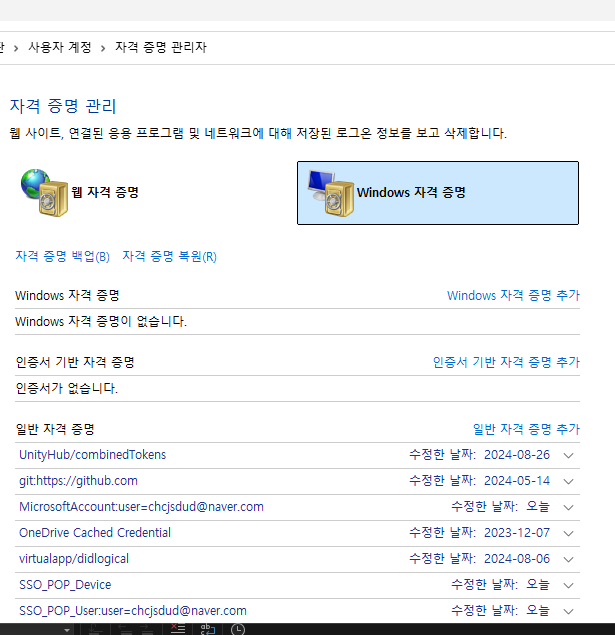 › 사용자 계정 › 자격 증명 관리자
자격 증명 관리
웹 사이트, 연결된 응용 프로그램 및 네트워크에 대해 저장된 로그온 정보를 보고 삭제합니다.
웹 자격 증명 Windows 자격 증명
자격 증명 백업(B) 자격 증명 복원(R)
Windows 자격 증명 Windows 자격 증명 추가
Windows 자격 증명이 없습니다.
인증서 기반 자격 증명 인증서 기반 자격 증명 추가
인증서가 없습니다.
일반 자격 증명 일반 자격 증명 추가
UnityHub/combinedTokens 수정한 날짜: 2024-08-26
git:https://github.com 수정한 날짜: 2024-05-14
MicrosoftAccount:user=chcjsdud@naver.com 수정한 날짜: 오늘
OneDrive Cached Credential 수정한 날짜: 2023-12-07
virtualapp/didlogical 수정한 날짜: 2024-08-06
SSO_POP_Device 수정한 날짜: 오늘
SSO_POP_User:user=chcjsdud@naver.com 수정한 날짜: 오늘